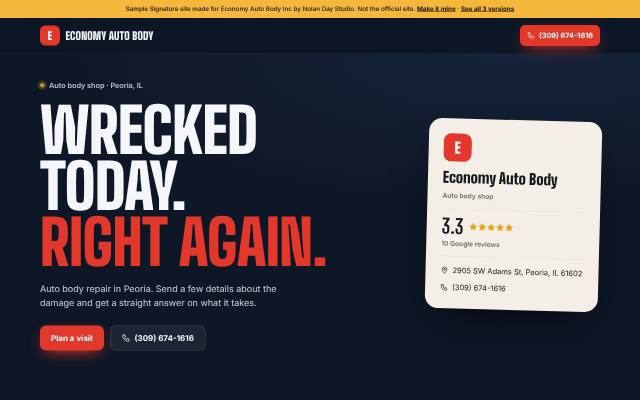 Sample Signature site made for Economy Auto Body Inc by Nolan Day Studio. Not the official site. Make it mine · See all 3 versions
E ECONOMY AUTO BODY
(309) 674-1616
Auto body shop · Peoria, IL
WRECKED
TODAY.
RIGHT AGAIN.
Auto body repair in Peoria. Send a few details about the
damage and get a straight answer on what it takes.
Plan a visit
(309) 674-1616
E
Economy Auto Body
Auto body shop
3.3
10 Google reviews
2905 SW Adams St, Peoria, IL 61602
(309) 674-1616